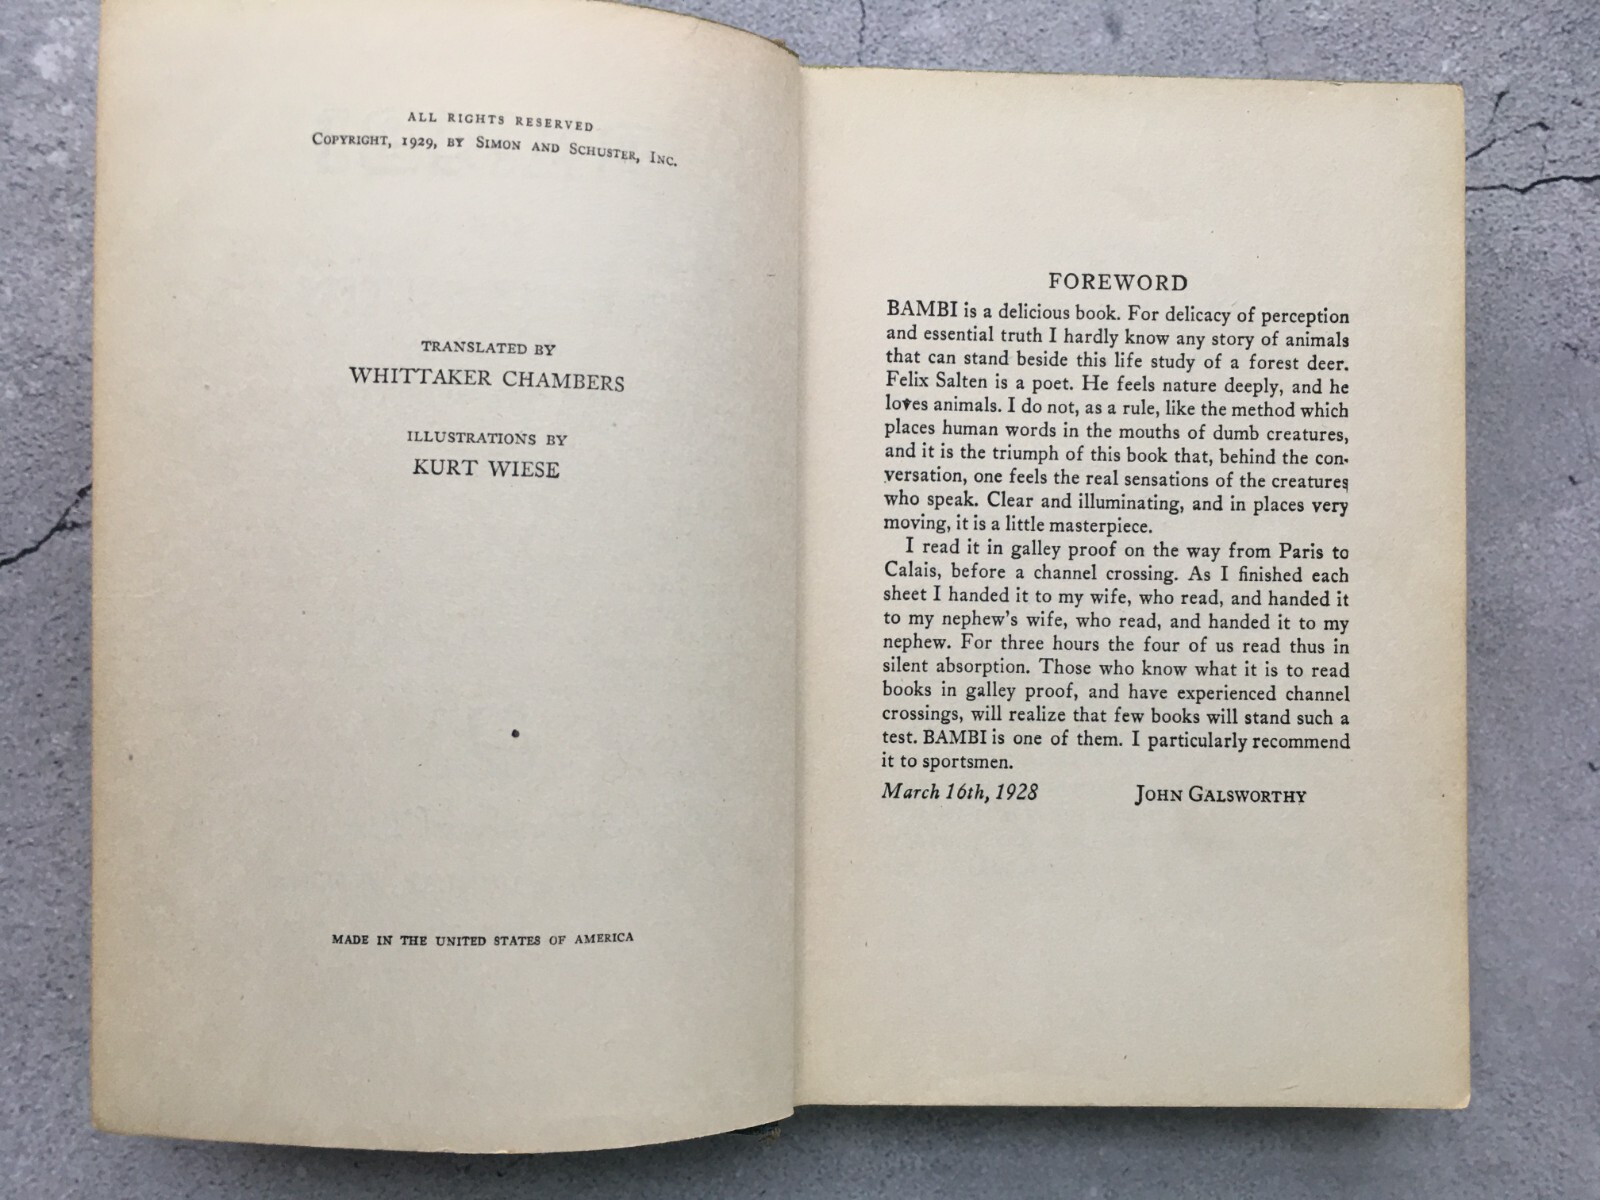 ALL RIGHTS RESERVED
COPYRIGHT, 1929, BY SIMON AND SCHUSTER, INC.
TRANSLATED BY
WHITTAKER CHAMBERS
ILLUSTRATIONS BY
KURT WIESE
MADE IN THE UNITED STATES OF AMERICA
FOREWORD
BAMBI is a delicious book. For delicacy of perception
and essential truth I hardly know any story of animals
that can stand beside this life study of a forest deer.
Felix Salten is a poet. He feels nature deeply, and he
loves animals. I do not, as a rule, like the method which
places human words in the mouths of dumb creatures,
and it is the triumph of this book that, behind the con-
versation, one feels the real sensations of the creatures
who speak. Clear and illuminating, and in places very
moving, it is a little masterpiece.
I read it in galley proof on the way from Paris to
Calais, before a channel crossing. As I finished each
sheet I handed it to my wife, who read, and handed it
to my nephew's wife, who read, and handed it to my
nephew. For three hours the four of us read thus in
silent absorption. Those who know what it is to read
books in galley proof, and have experienced channel
crossings, will realize that few books will stand such a
test. BAMBI is one of them. I particularly recommend
it to sportsmen.
March 16th, 1928 JOHN GALSWORTHY